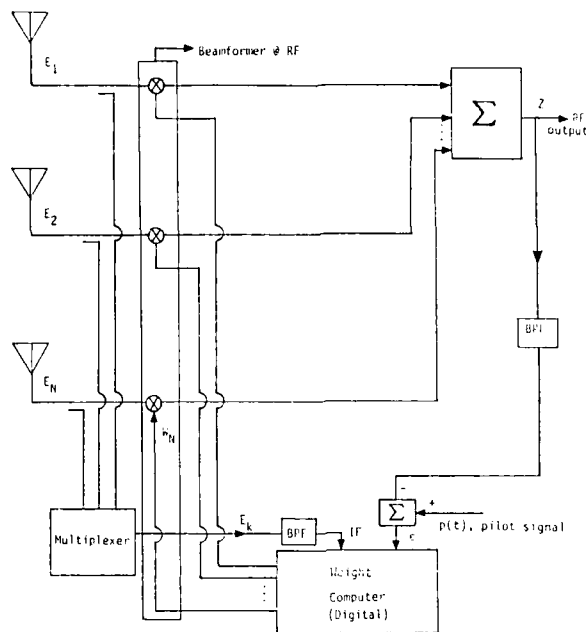 Beamformer @ RF
E1
Σ
Z
RF
output
E2
BPF
EN
WN
Ek
BPF
IF
Multiplexer
- +
Σ
p(t), pilot signal
ε
Weight
Computer
(Digital)